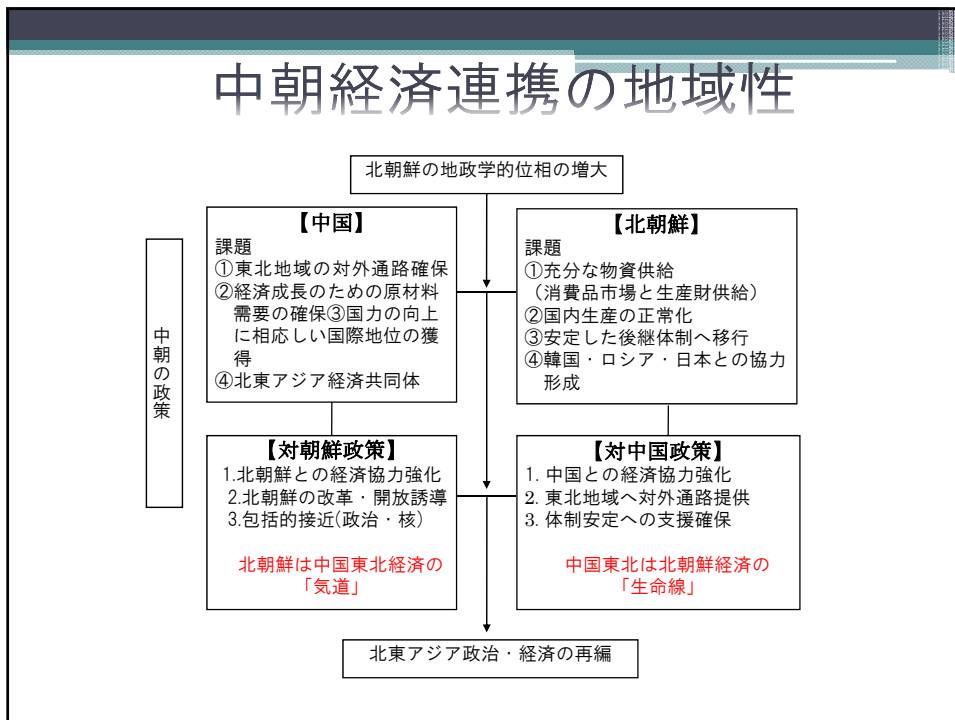 中朝経済連携の地域性
北朝鮮の地政学的位相の増大
中朝の政策
【中国】
課題
①東北地域の対外通路確保
②経済成長のための原材料
需要の確保③国力の向上
に相応しい国際地位の獲
得
④北東アジア経済共同体
【北朝鮮】
課題
①充分な物資供給
（消費品市場と生産財供給）
②国内生産の正常化
③安定した後継体制へ移行
④韓国・ロシア・日本との協力
形成
【対朝鮮政策】
1.北朝鮮との経済協力強化
2.北朝鮮の改革・開放誘導
3.包括的接近(政治・核)
北朝鮮は中国東北経済の
「気道」
【対中国政策】
1. 中国との経済協力強化
2. 東北地域へ対外通路提供
3. 体制安定への支援確保
中国東北は北朝鮮経済の
「生命線」
北東アジア政治・経済の再編